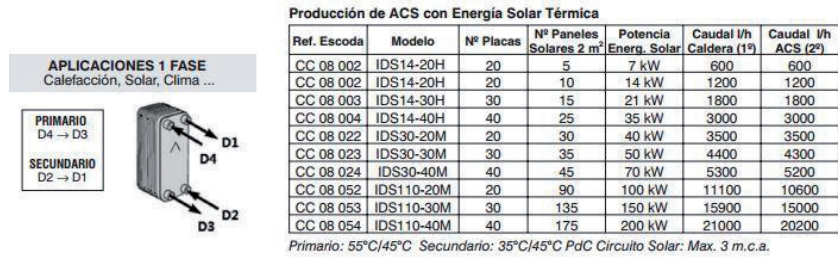 APLICACIONES 1 FASE
Calefacción, Solar, Clima ...
PRIMARIO
D4 → D3
SECUNDARIO
D2 → D1
D1
D4
D2
D3
Producción de ACS con Energía Solar Térmica
Ref. Escoda Modelo Nº Placas Nº Paneles Solares 2 m² Potencia Energ. Solar Caudal l/h Caldera (1º) Caudal l/h ACS (2º)
CC 08 002 IDS14-20H 20 5 7 kW 600 600
CC 08 002 IDS14-20H 20 10 14 kW 1200 1200
CC 08 003 IDS14-30H 30 15 21 kW 1800 1800
CC 08 004 IDS14-40H 40 25 35 kW 3000 3000
CC 08 022 IDS30-20M 20 30 40 kW 3500 3500
CC 08 023 IDS30-30M 30 35 50 kW 4400 4300
CC 08 024 IDS30-40M 40 45 70 kW 5300 5200
CC 08 052 IDS110-20M 20 90 100 kW 11100 10600
CC 08 053 IDS110-30M 30 135 150 kW 15900 15000
CC 08 054 IDS110-40M 40 175 200 kW 21000 20200
Primario: 55ºC/45ºC Secundario: 35ºC/45ºC PdC Circuito Solar: Max. 3 m.c.a.